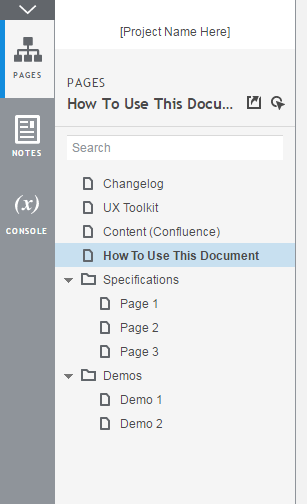 [Project Name Here]
PAGES
PAGES
How To Use This Docu...
NOTES
Search
(x)
CONSOLE
Changelog
UX Toolkit
Content (Confluence)
How To Use This Document
Specifications
Page 1
Page 2
Page 3
Demos
Demo 1
Demo 2